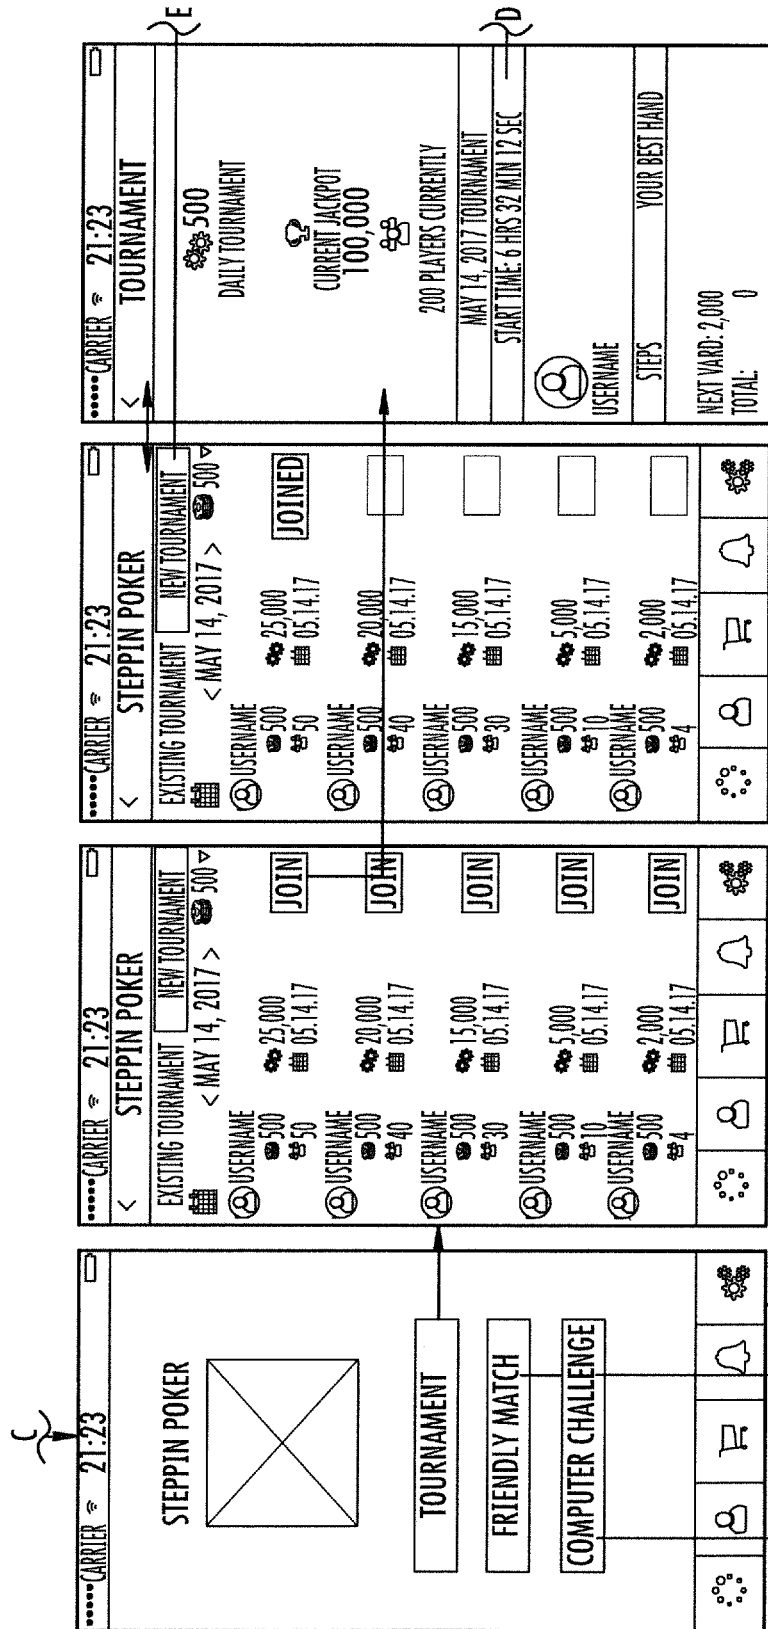 C
•••••CARRIER 21:23
STEPPIN POKER
TOURNAMENT
FRIENDLY MATCH
COMPUTER CHALLENGE
•••••CARRIER 21:23
< STEPPIN POKER
EXISTING TOURNAMENT NEW TOURNAMENT
< MAY 14, 2017 > 500
USERNAME
500 25,000 JOIN
50 05.14.17
USERNAME
500 20,000 JOIN
40 05.14.17
USERNAME
500 15,000 JOIN
30 05.14.17
USERNAME
500 5,000 JOIN
10 05.14.17
USERNAME
500 2,000 JOIN
4 05.14.17
•••••CARRIER 21:23
< STEPPIN POKER
EXISTING TOURNAMENT NEW TOURNAMENT
< MAY 14, 2017 > 500
USERNAME
500 25,000 JOINED
50 05.14.17
USERNAME
500 20,000
40 05.14.17
USERNAME
500 15,000
30 05.14.17
USERNAME
500 5,000
10 05.14.17
USERNAME
500 2,000
4 05.14.17
E
•••••CARRIER 21:23
< TOURNAMENT
500
DAILY TOURNAMENT
CURRENT JACKPOT
100,000
200 PLAYERS CURRENTLY
MAY 14, 2017 TOURNAMENT
START TIME: 6 HRS 32 MIN 12 SEC
D
USERNAME
STEPS YOUR BEST HAND
NEXT VARD: 2,000
TOTAL: 0